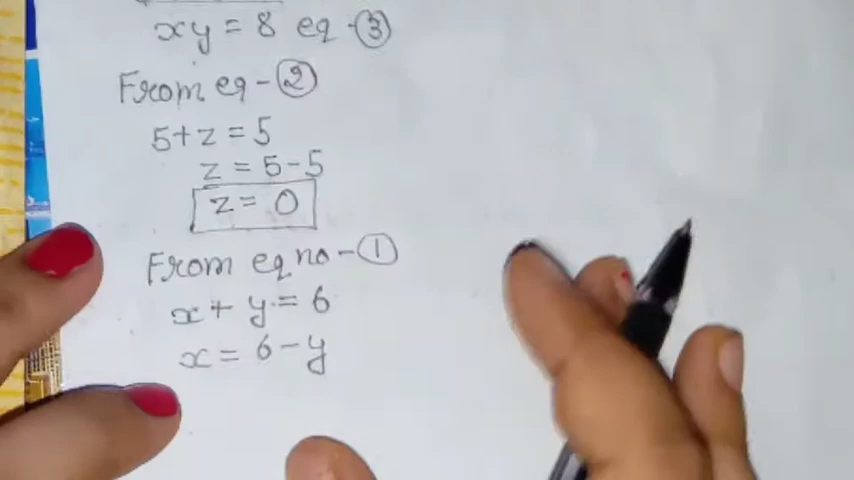 xy = 8 eq-③
From eq-②
5+z = 5
z = 5-5
z = 0
From eq no-①
x + y = 6
x = 6-y